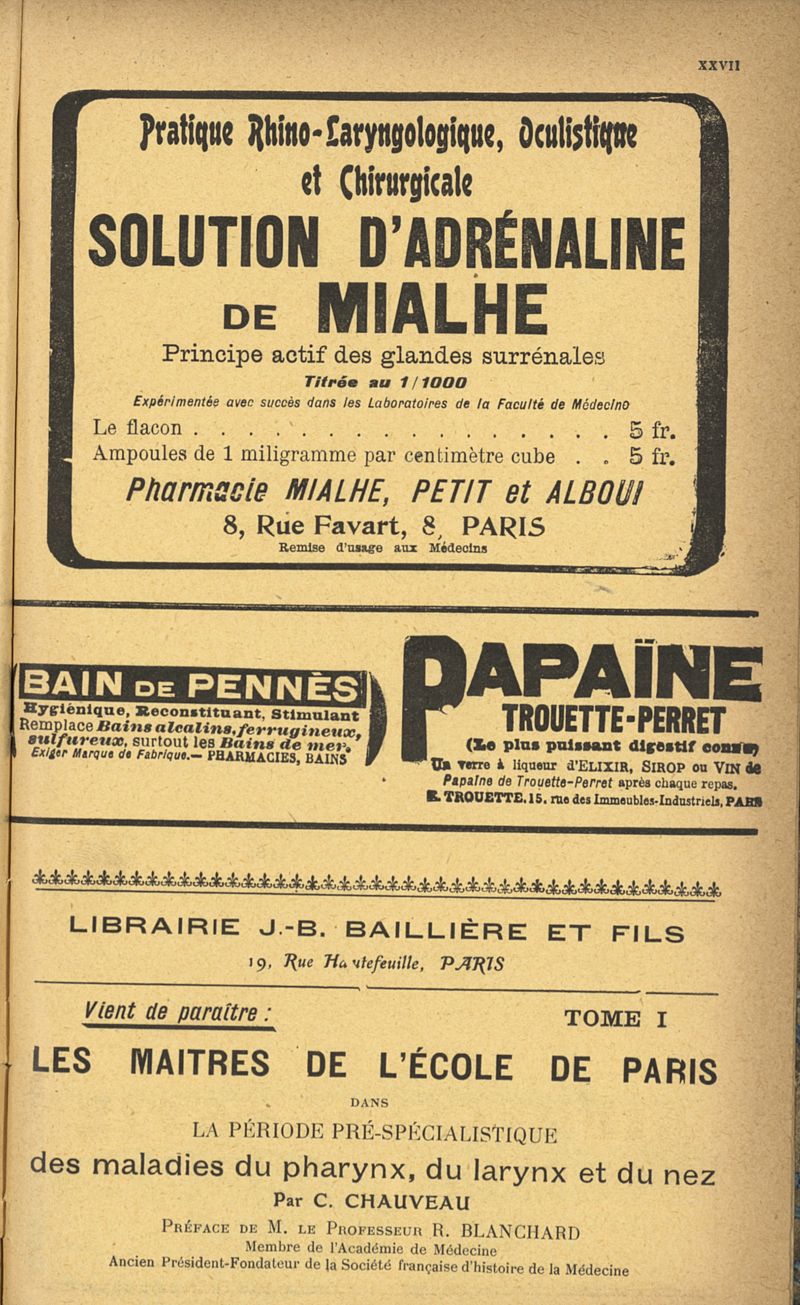 XXVII
Pratique Rhino-Laryngologique, Oculistique
et Chirurgicale
SOLUTION D'ADRÉNALINE
DE MIALHE
Principe actif des glandes surrénales
Titrée au 1/1000
Expérimentée avec succès dans les Laboratoires de la Faculté de Médecine
Le flacon . . . . . . . . . . . . . . . . 5 fr.
Ampoules de 1 miligramme par centimètre cube . . 5 fr.
Pharmacie MIALHE, PETIT et ALBOUI
8, Rue Favart, 8, PARIS
Remise d'usage aux Médecins
BAIN DE PENNÈS
Hygiénique, Reconstituant, Stimulant
Remplace Bains alcalins, ferrugineux,
sulfureux, surtout les Bains de mer.
Exiger Marque de Fabrique.— PHARMACIES, BAINS
PAPAÏNE
TROUETTE-PERRET
(Le plus puissant digestif connu)
Un verre à liqueur d'ELIXIR, SIROP ou VIN de
Papaïne de Trouette-Perret après chaque repas.
E. TROUETTE. 15. rue des Immeubles-Industriels, PARIS
LIBRAIRIE J.-B. BAILLIÈRE ET FILS
19, Rue Hautefeuille, PARIS
Vient de paraître :
TOME I
LES MAITRES DE L'ÉCOLE DE PARIS
DANS
LA PÉRIODE PRÉ-SPÉCIALISTIQUE
des maladies du pharynx, du larynx et du nez
Par C. CHAUVEAU
PRÉFACE DE M. LE PROFESSEUR R. BLANCHARD
Membre de l'Académie de Médecine
Ancien Président-Fondateur de la Société française d'histoire de la Médecine